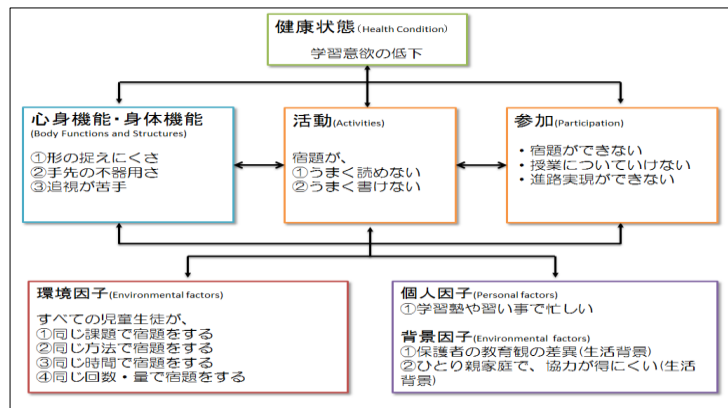 健康状態(Health Condition)
学習意欲の低下
心身機能・身体機能
(Body Functions and Structures)
①形の捉えにくさ
②手先の不器用さ
③追視が苦手
活動(Activities)
宿題が、
①うまく読めない
②うまく書けない
参加(Participation)
・宿題ができない
・授業についていけない
・進路実現ができない
環境因子(Environmental factors)
すべての児童生徒が、
①同じ課題で宿題をする
②同じ方法で宿題をする
③同じ時間で宿題をする
④同じ回数・量で宿題をする
個人因子(Personal factors)
①学習塾や習い事で忙しい
背景因子(Environmental factors)
①保護者の教育観の差異(生活背景)
②ひとり親家庭で、協力が得にくい(生活
背景)